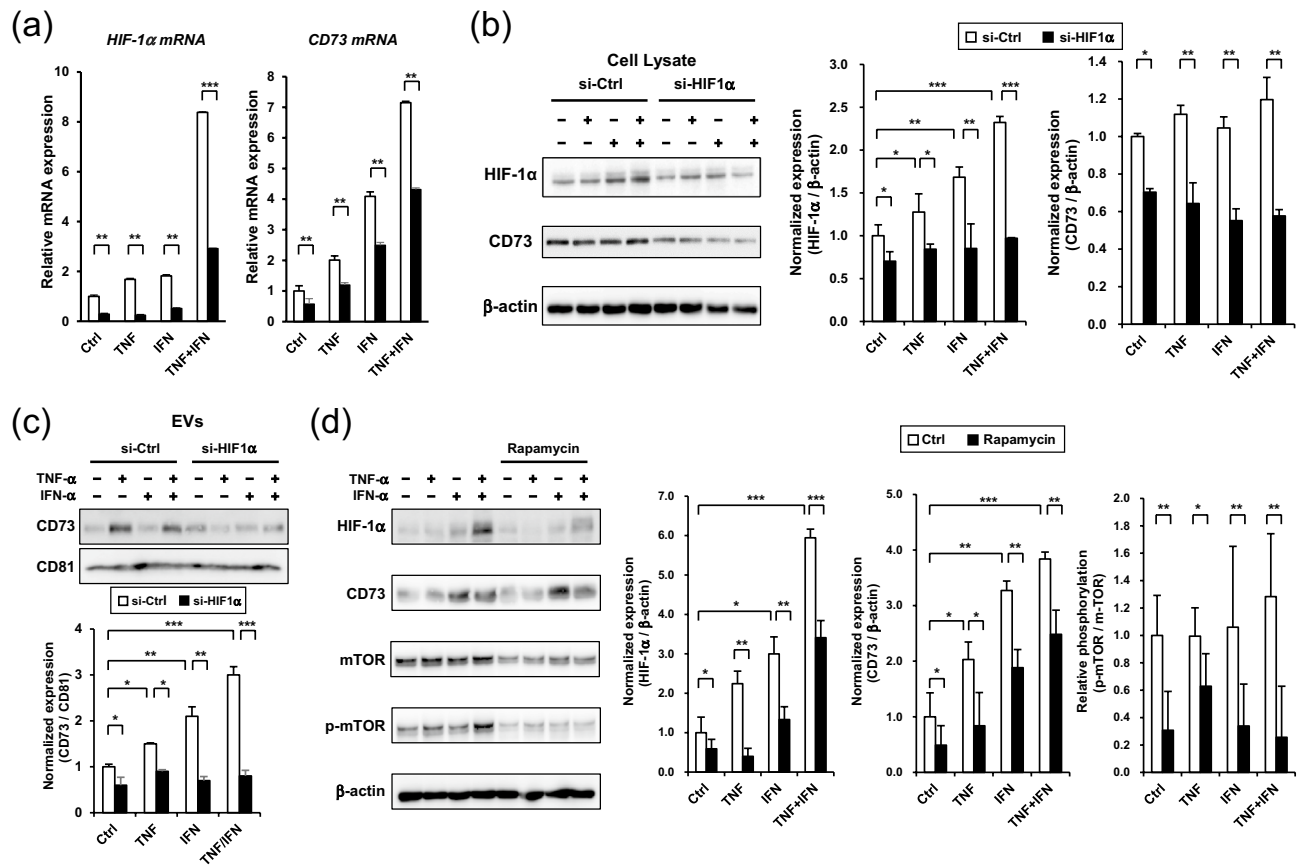 (a)
HIF-1α mRNA
CD73 mRNA
Relative mRNA expression
10
8
6
4
2
0
**
**
**
***
Ctrl
TNF
IFN
TNF+IFN
Relative mRNA expression
8
7
6
5
4
3
2
1
0
**
**
**
**
Ctrl
TNF
IFN
TNF+IFN
(b)
Cell Lysate
si-Ctrl
si-HIF1α
– + – + – + – +
– – + + – – + +
HIF-1α
CD73
β-actin
si-Ctrl
si-HIF1α
Normalized expression
(HIF-1α / β-actin)
3.0
2.5
2.0
1.5
1.0
0.5
0.0
***
***
**
**
*
*
*
Ctrl
TNF
IFN
TNF+IFN
Normalized expression
(CD73 / β-actin)
1.4
1.2
1.0
0.8
0.6
0.4
0.2
0.0
*
**
**
**
Ctrl
TNF
IFN
TNF+IFN
(c)
EVs
si-Ctrl
si-HIF1α
TNF-α – + – + – + – +
IFN-α – – + + – – + +
CD73
CD81
si-Ctrl
si-HIF1α
Normalized expression
(CD73 / CD81)
4
3
2
1
0
***
***
**
**
*
*
*
Ctrl
TNF
IFN
TNF/IFN
(d)
Rapamycin
TNF-α – + – + – + – +
IFN-α – – + + – – + +
HIF-1α
CD73
mTOR
p-mTOR
β-actin
Ctrl
Rapamycin
Normalized expression
(HIF-1α / β-actin)
7.0
6.0
5.0
4.0
3.0
2.0
1.0
0.0
***
***
*
**
**
*
Ctrl
TNF
IFN
TNF+IFN
Normalized expression
(CD73 / β-actin)
5.0
4.0
3.0
2.0
1.0
0.0
***
**
**
**
*
*
*
Ctrl
TNF
IFN
TNF+IFN
Relative phosphorylation
(p-mTOR / m-TOR)
2.0
1.8
1.6
1.4
1.2
1.0
0.8
0.6
0.4
0.2
0.0
**
*
**
**
Ctrl
TNF
IFN
TNF+IFN